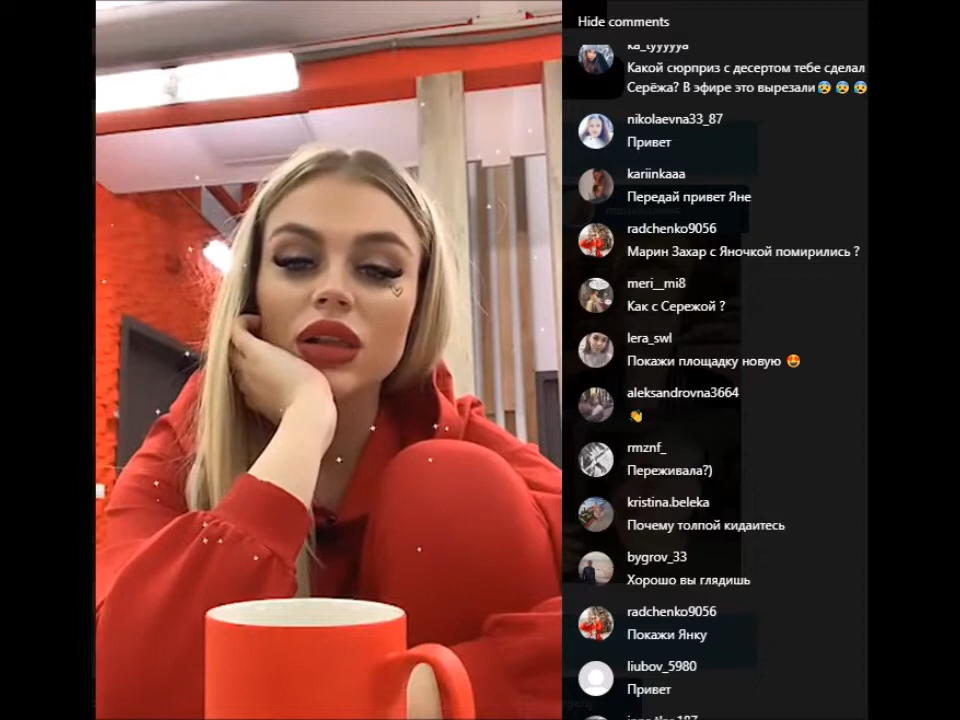 Hide comments
ka_tyyyyya
Какой сюрприз с десертом тебе сделал
Серёжа? В эфире это вырезали😰 😰 😰
nikolaevna33_87
Привет
kariinkaaa
Передай привет Яне
radchenko9056
Марин Захар с Яночкой помирились ?
meri__mi8
Как с Сережой ?
lera_swl
Покажи площадку новую 😍
aleksandrovna3664
👏
rmznf_
Переживала?)
kristina.beleka
Почему толпой кидаитесь
bygrov_33
Хорошо вы глядишь
radchenko9056
Покажи Янку
liubov_5980
Привет